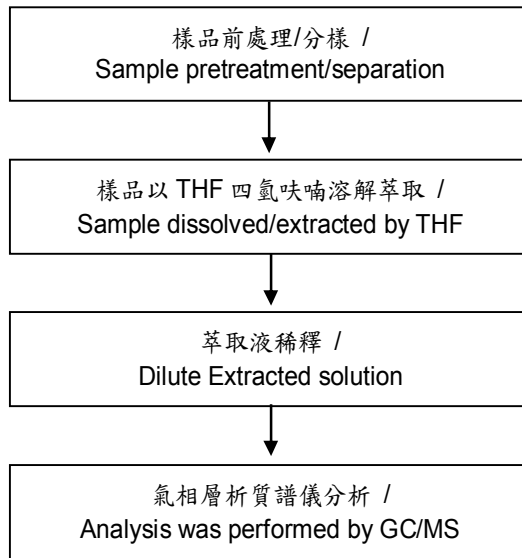 樣品前處理/分樣 /
Sample pretreatment/separation
樣品以 THF 四氫呋喃溶解萃取 /
Sample dissolved/extracted by THF
萃取液稀釋 /
Dilute Extracted solution
氣相層析質譜儀分析 /
Analysis was performed by GC/MS